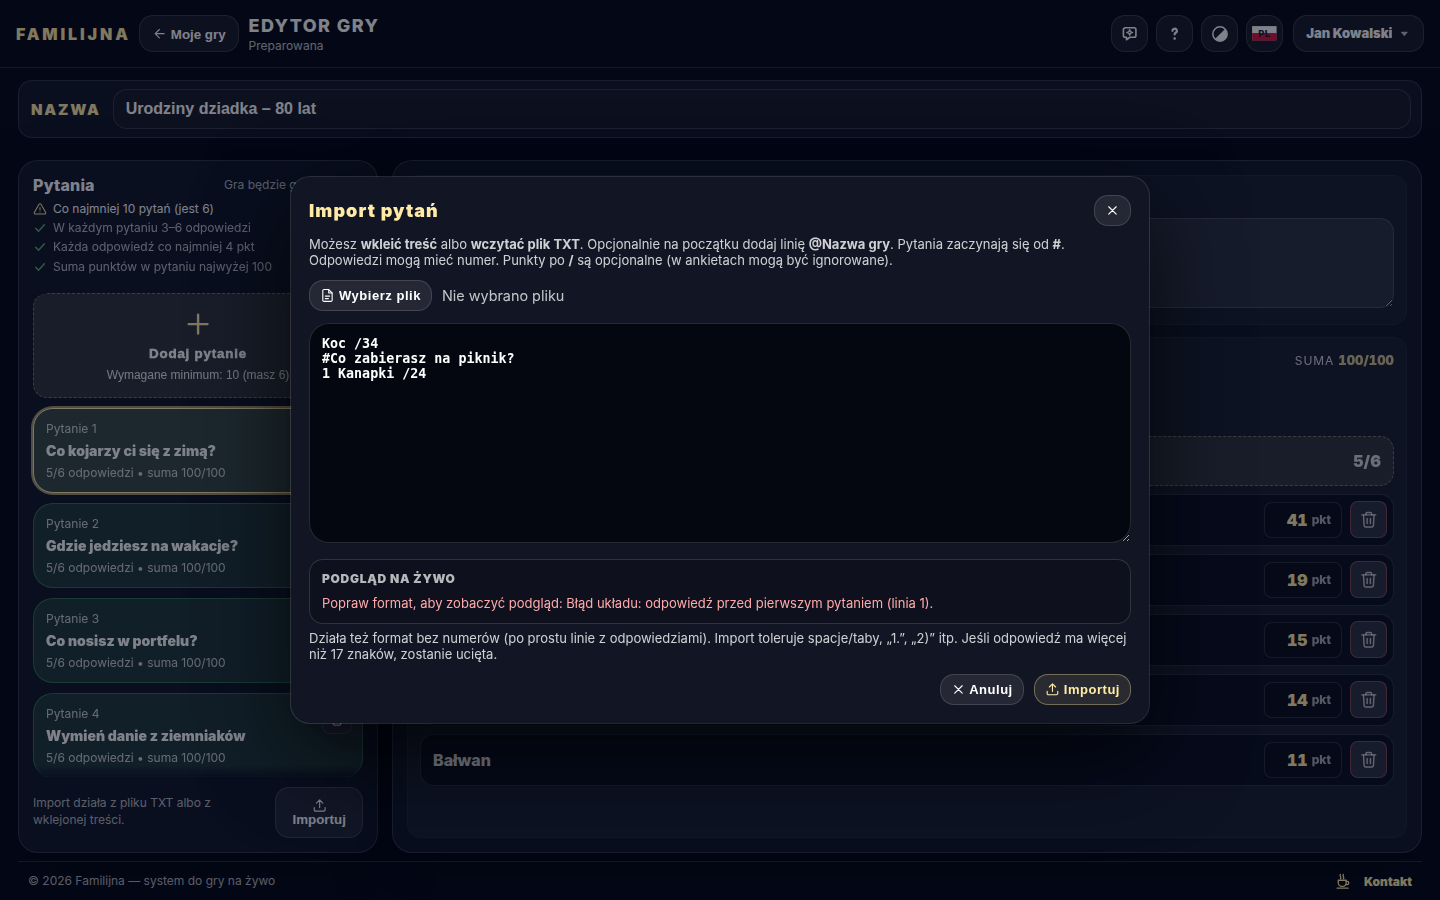 FAMILIJNA
Moje gry
EDYTOR GRY
Preparowana
?
PL
Jan Kowalski
NAZWA
Urodziny dziadka – 80 lat
Pytania
Gra będzie
Co najmniej 10 pytań (jest 6)
W każdym pytaniu 3–6 odpowiedzi
Każda odpowiedź co najmniej 4 pkt
Suma punktów w pytaniu najwyżej 100
Dodaj pytanie
Wymagane minimum: 10 (masz 6)
Pytanie 1
Co kojarzy ci się z zimą?
5/6 odpowiedzi • suma 100/100
Pytanie 2
Gdzie jedziesz na wakacje?
5/6 odpowiedzi • suma 100/100
Pytanie 3
Co nosisz w portfelu?
5/6 odpowiedzi • suma 100/100
Pytanie 4
Wymień danie z ziemniaków
5/6 odpowiedzi • suma 100/100
Import działa z pliku TXT albo z
wklejonej treści.
Importuj
Import pytań
Możesz wkleić treść albo wczytać plik TXT. Opcjonalnie na początku dodaj linię @Nazwa gry. Pytania zaczynają się od #.
Odpowiedzi mogą mieć numer. Punkty po / są opcjonalne (w ankietach mogą być ignorowane).
Wybierz plik
Nie wybrano pliku
Koc /34
#Co zabierasz na piknik?
1 Kanapki /24
PODGLĄD NA ŻYWO
Popraw format, aby zobaczyć podgląd: Błąd układu: odpowiedź przed pierwszym pytaniem (linia 1).
Działa też format bez numerów (po prostu linie z odpowiedziami). Import toleruje spacje/taby, „1.”, „2)” itp. Jeśli odpowiedź ma więcej
niż 17 znaków, zostanie ucięta.
Anuluj
Importuj
SUMA 100/100
5/6
41 pkt
19 pkt
15 pkt
14 pkt
Bałwan
11 pkt
© 2026 Familijna — system do gry na żywo
Kontakt